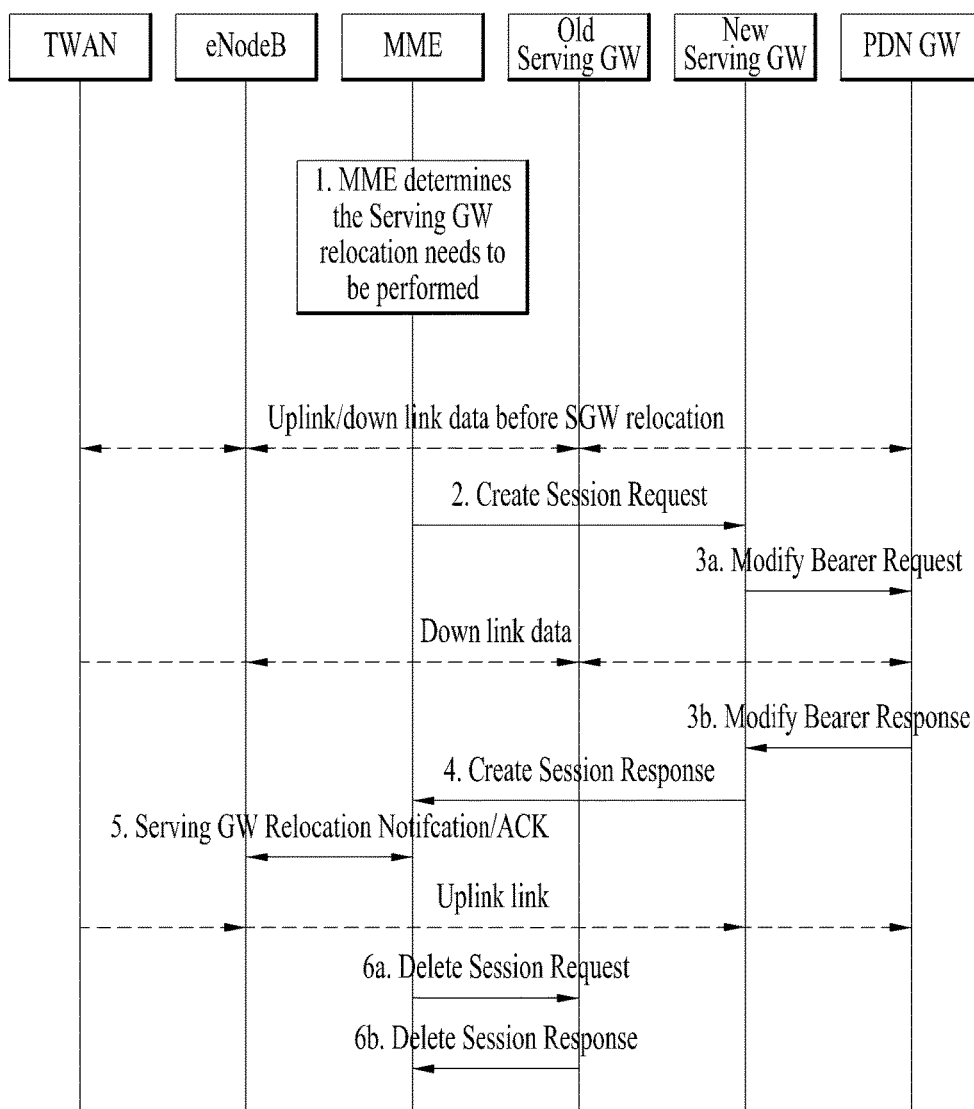 TWAN
eNodeB
MME
Old
Serving GW
New
Serving GW
PDN GW
1. MME determines
the Serving GW
relocation needs to
be performed
Uplink/down link data before SGW relocation
2. Create Session Request
3a. Modify Bearer Request
Down link data
3b. Modify Bearer Response
4. Create Session Response
5. Serving GW Relocation Notifcation/ACK
Uplink link
6a. Delete Session Request
6b. Delete Session Response